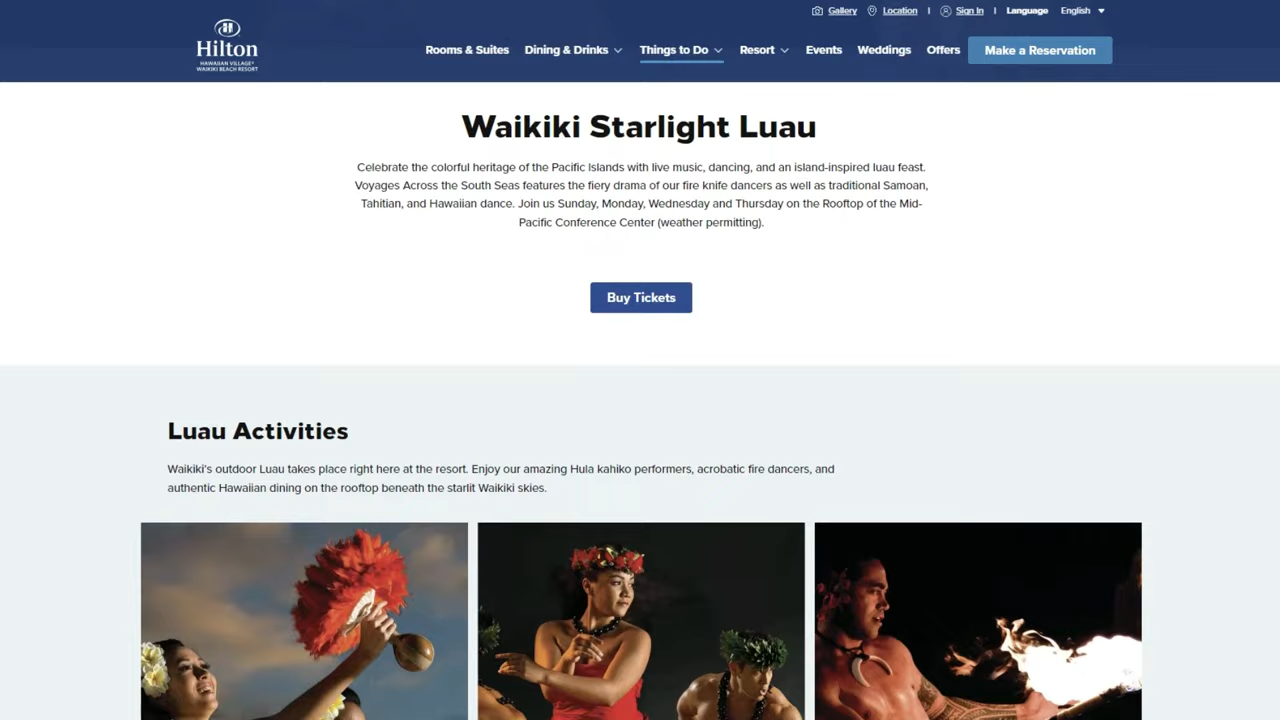 Gallery Location | Sign In | Language English
Hilton
HAWAIIAN VILLAGE®
WAIKIKI BEACH RESORT
Rooms & Suites Dining & Drinks Things to Do Resort Events Weddings Offers Make a Reservation
Waikiki Starlight Luau
Celebrate the colorful heritage of the Pacific Islands with live music, dancing, and an island-inspired luau feast.
Voyages Across the South Seas features the fiery drama of our fire knife dancers as well as traditional Samoan,
Tahitian, and Hawaiian dance. Join us Sunday, Monday, Wednesday and Thursday on the Rooftop of the Mid-
Pacific Conference Center (weather permitting).
Buy Tickets
Luau Activities
Waikiki's outdoor Luau takes place right here at the resort. Enjoy our amazing Hula kahiko performers, acrobatic fire dancers, and
authentic Hawaiian dining on the rooftop beneath the starlit Waikiki skies.